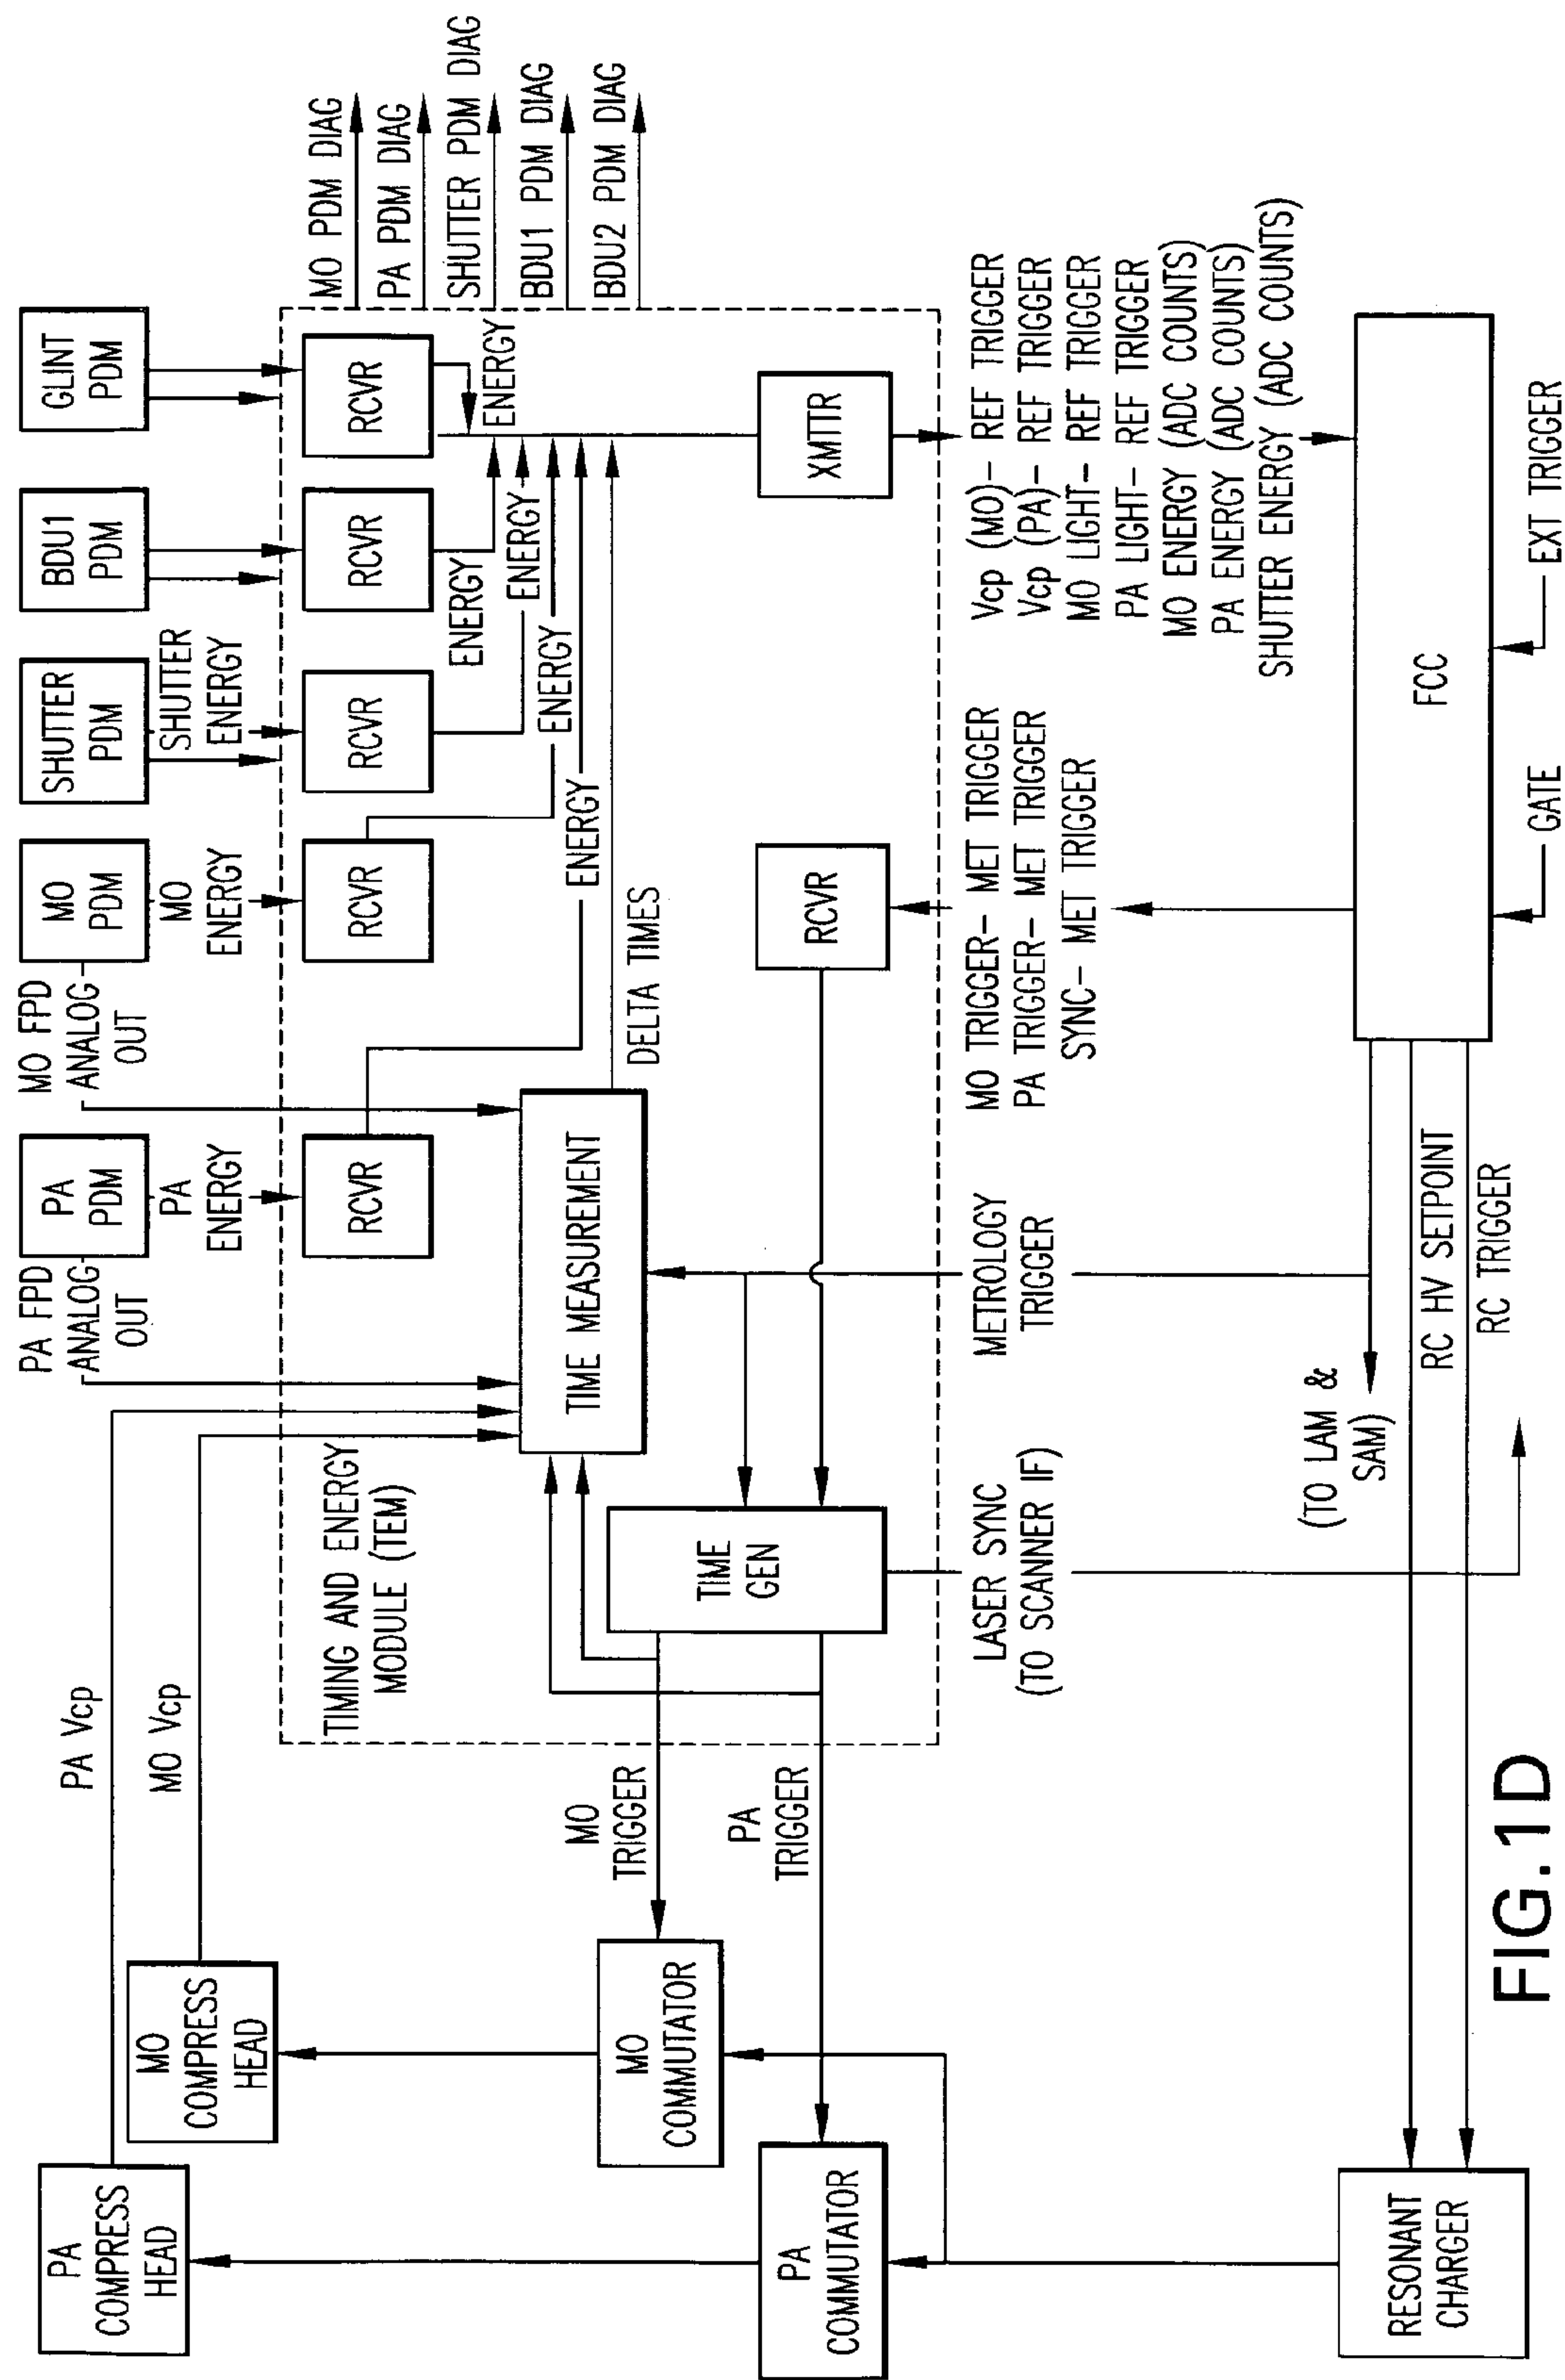 PA
COMPRESS
HEAD
MO
COMPRESS
HEAD
PA Vcp
MO Vcp
PA FPD
ANALOG
OUT
PA
PDM
PA
ENERGY
MO FPD
ANALOG
OUT
MO
PDM
MO
ENERGY
SHUTTER
PDM
SHUTTER
ENERGY
BDU1
PDM
GLINT
PDM
MO PDM DIAG
PA PDM DIAG
SHUTTER PDM DIAG
BDU1 PDM DIAG
BDU2 PDM DIAG
TIMING AND ENERGY
MODULE (TEM)
RCVR
RCVR
RCVR
RCVR
RCVR
ENERGY
ENERGY
ENERGY
ENERGY
ENERGY
DELTA TIMES
TIME MEASUREMENT
TIME
GEN
RCVR
XMTTR
MO
TRIGGER
PA
TRIGGER
MO
COMMUTATOR
PA
COMMUTATOR
LASER SYNC
(TO SCANNER IF)
METROLOGY
TRIGGER
MO TRIGGER– MET TRIGGER
PA TRIGGER– MET TRIGGER
SYNC– MET TRIGGER
Vcp (MO)– REF TRIGGER
Vcp (PA)– REF TRIGGER
MO LIGHT– REF TRIGGER
PA LIGHT– REF TRIGGER
MO ENERGY (ADC COUNTS)
PA ENERGY (ADC COUNTS)
SHUTTER ENERGY (ADC COUNTS)
(TO LAM &
SAM)
RC HV SETPOINT
RC TRIGGER
RESONANT
CHARGER
FCC
GATE
EXT TRIGGER
FIG.1D